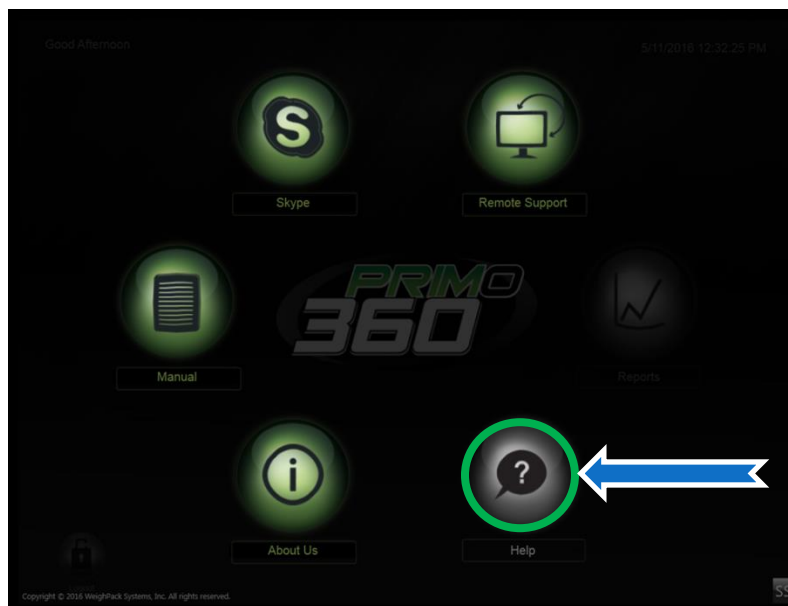 Good Afternoon
5/11/2016 12:32:25 PM
S
Skype
Remote Support
PRIMO
360
Manual
Reports
i
?
About Us
Help
Copyright © 2016 WeighPack Systems, Inc. All rights reserved.
SS